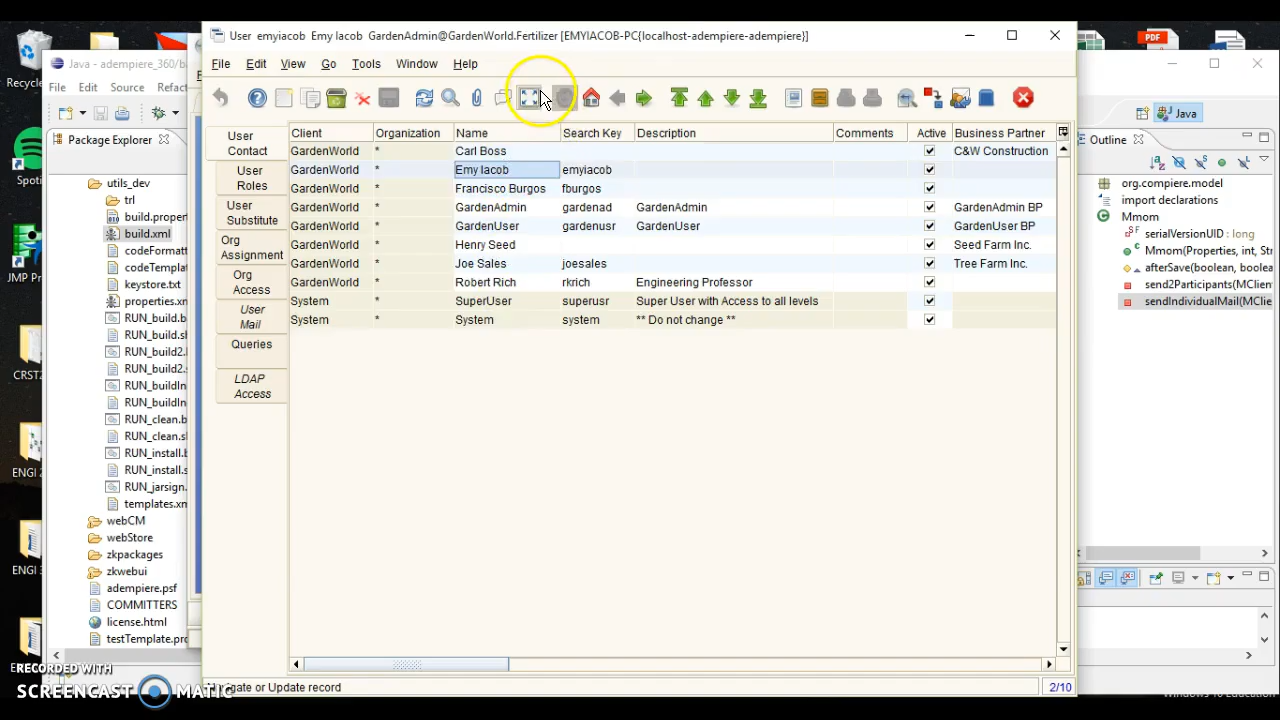 User emyiacob Emy Iacob GardenAdmin@GardenWorld.Fertilizer [EMYIACOB-PC{localhost-adempiere-adempiere}]
File Edit View Go Tools Window Help
Recycle
Spoti
JMP Pro
CRST2
ENGI 2
ENGI 3
PDF
Java - adempiere_360/ba
File Edit Source Refact
Package Explorer
utils_dev
trl
build.propert
build.xml
codeFormatt
codeTempla
keystore.txt
properties.xn
RUN_build.b
RUN_build.sh
RUN_build2.
RUN_build2.s
RUN_buildIn
RUN_buildIn
RUN_clean.b
RUN_clean.sh
RUN_install.b
RUN_install.s
RUN_jarsign.
templates.xm
webCM
webStore
zkpackages
zkwebui
adempiere.psf
COMMITTERS
license.html
testTemplate.pro
User Contact
User Roles
User Substitute
Org Assignment
Org Access
User Mail
Queries
LDAP Access
Client Organization Name Search Key Description Comments Active Business Partner
GardenWorld * Carl Boss C&W Construction
GardenWorld * Emy Iacob emyiacob
GardenWorld * Francisco Burgos fburgos
GardenWorld * GardenAdmin gardenad GardenAdmin GardenAdmin BP
GardenWorld * GardenUser gardenusr GardenUser GardenUser BP
GardenWorld * Henry Seed Seed Farm Inc.
GardenWorld * Joe Sales joesales Tree Farm Inc.
GardenWorld * Robert Rich rkrich Engineering Professor
System * SuperUser superusr Super User with Access to all levels
System * System system ** Do not change **
Navigate or Update record 2/10
Java
Outline
org.compiere.model
import declarations
Mmom
serialVersionUID : long
Mmom(Properties, int, Str
afterSave(boolean, boolea
send2Participants(MClien
sendIndividualMail(MClie
RECORDED WITH
SCREENCAST MATIC